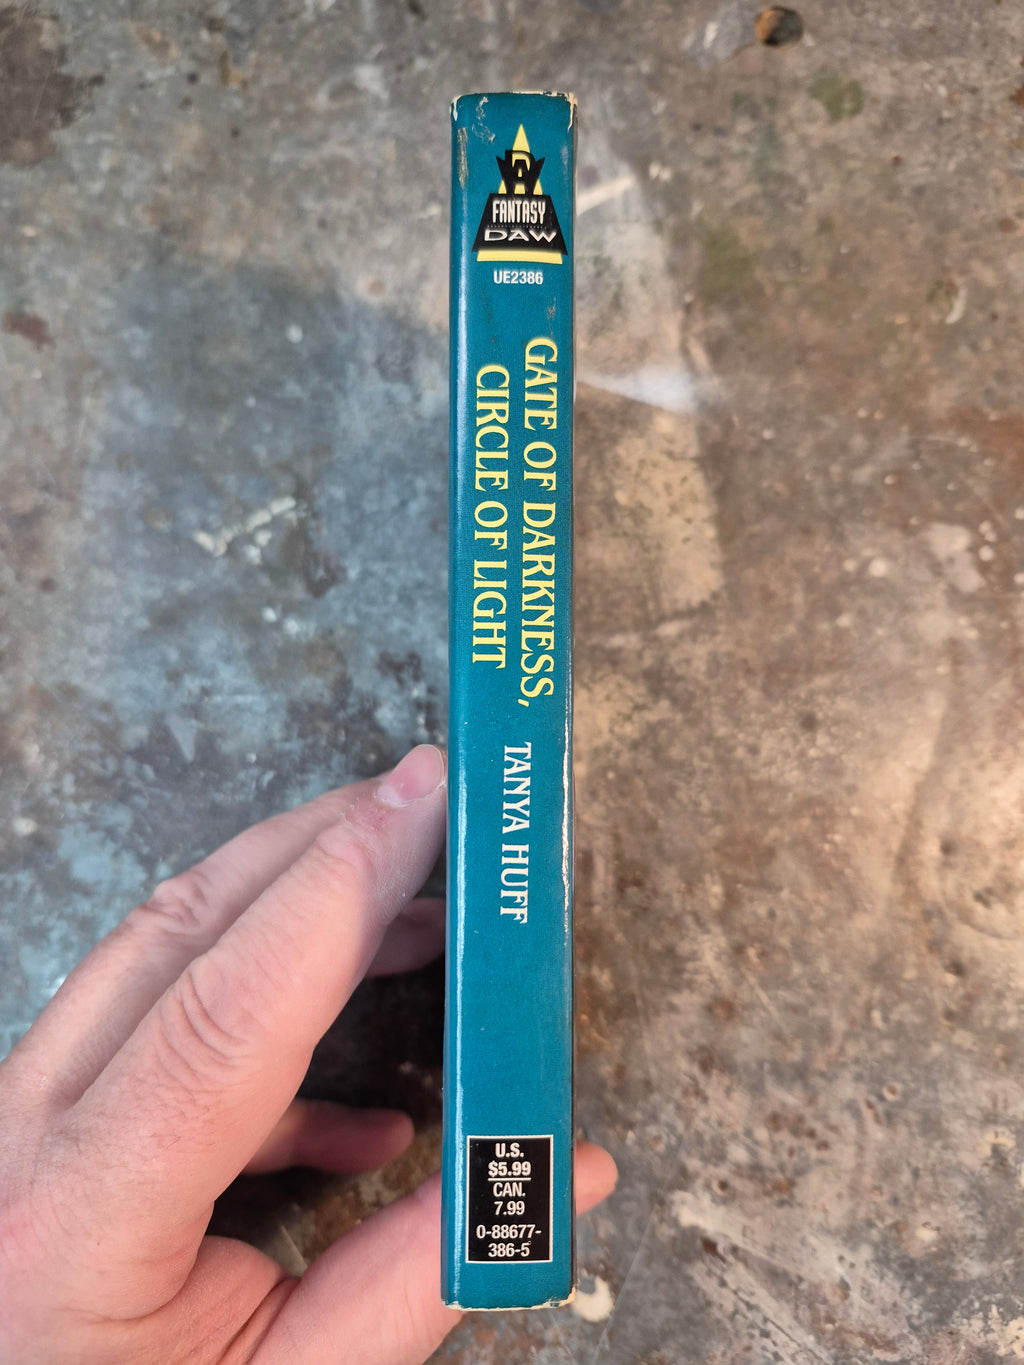 FANTASY
DAW
UE2386
GATE OF DARKNESS,
CIRCLE OF LIGHT
TANYA HUFF
U.S.
$5.99
CAN.
7.99
0-88677-
386-5